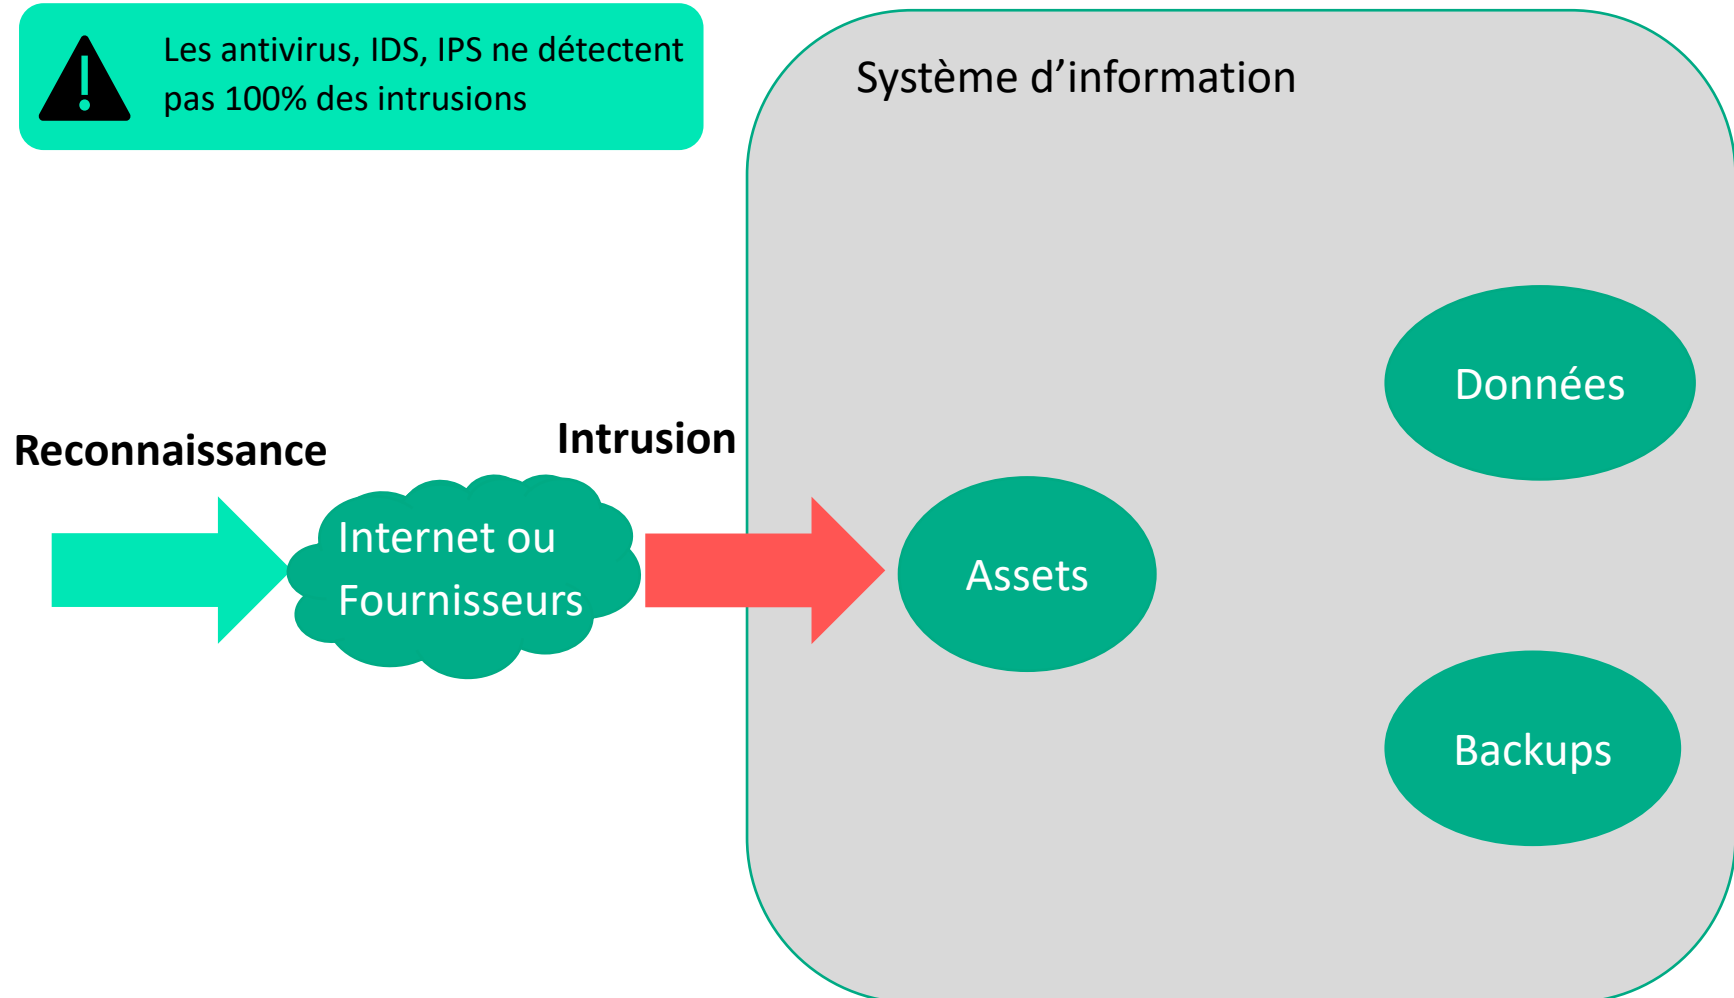 Les antivirus, IDS, IPS ne détectent
pas 100% des intrusions
Système d’information
Données
Reconnaissance
Intrusion
Internet ou
Fournisseurs
Assets
Backups